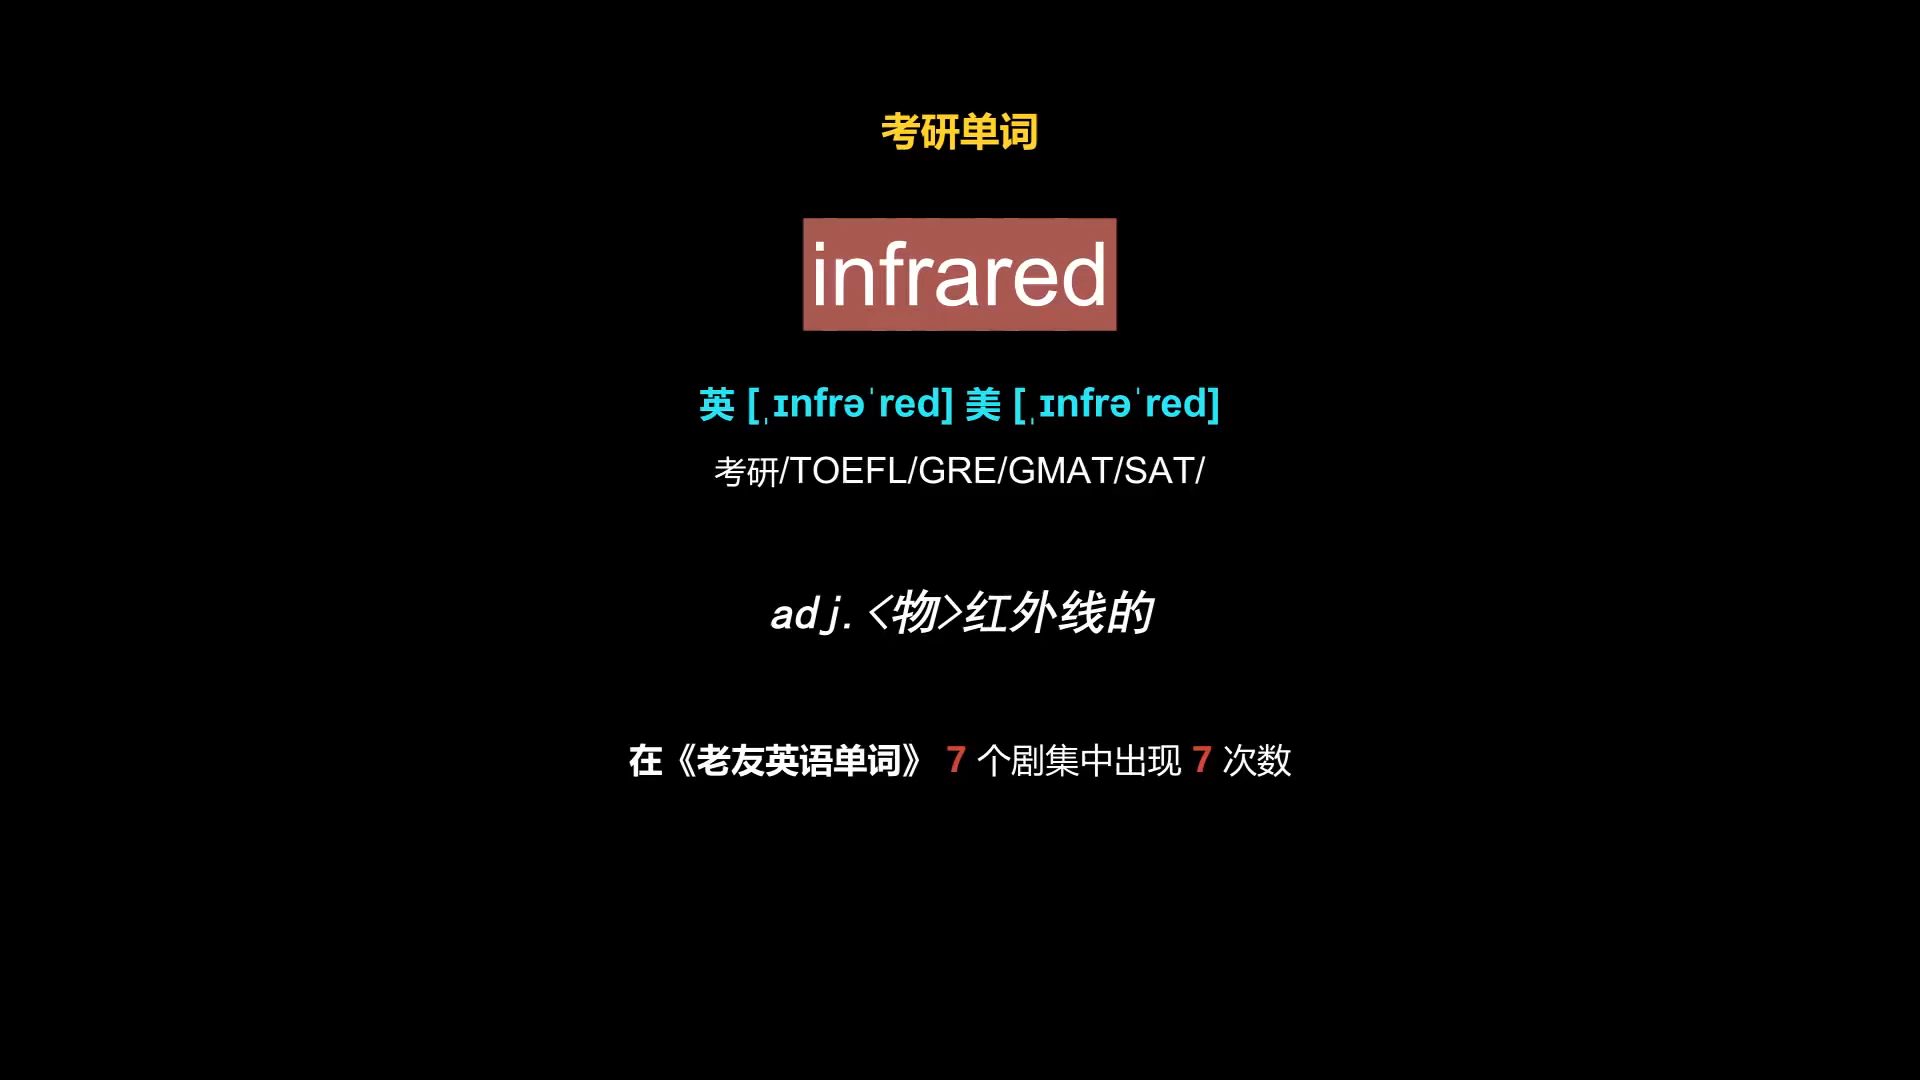 考研单词
infrared
英 [ˌɪnfrəˈred] 美 [ˌɪnfrəˈred]
考研/TOEFL/GRE/GMAT/SAT/
adj.<物>红外线的
在《老友英语单词》 7 个剧集中出现 7 次数